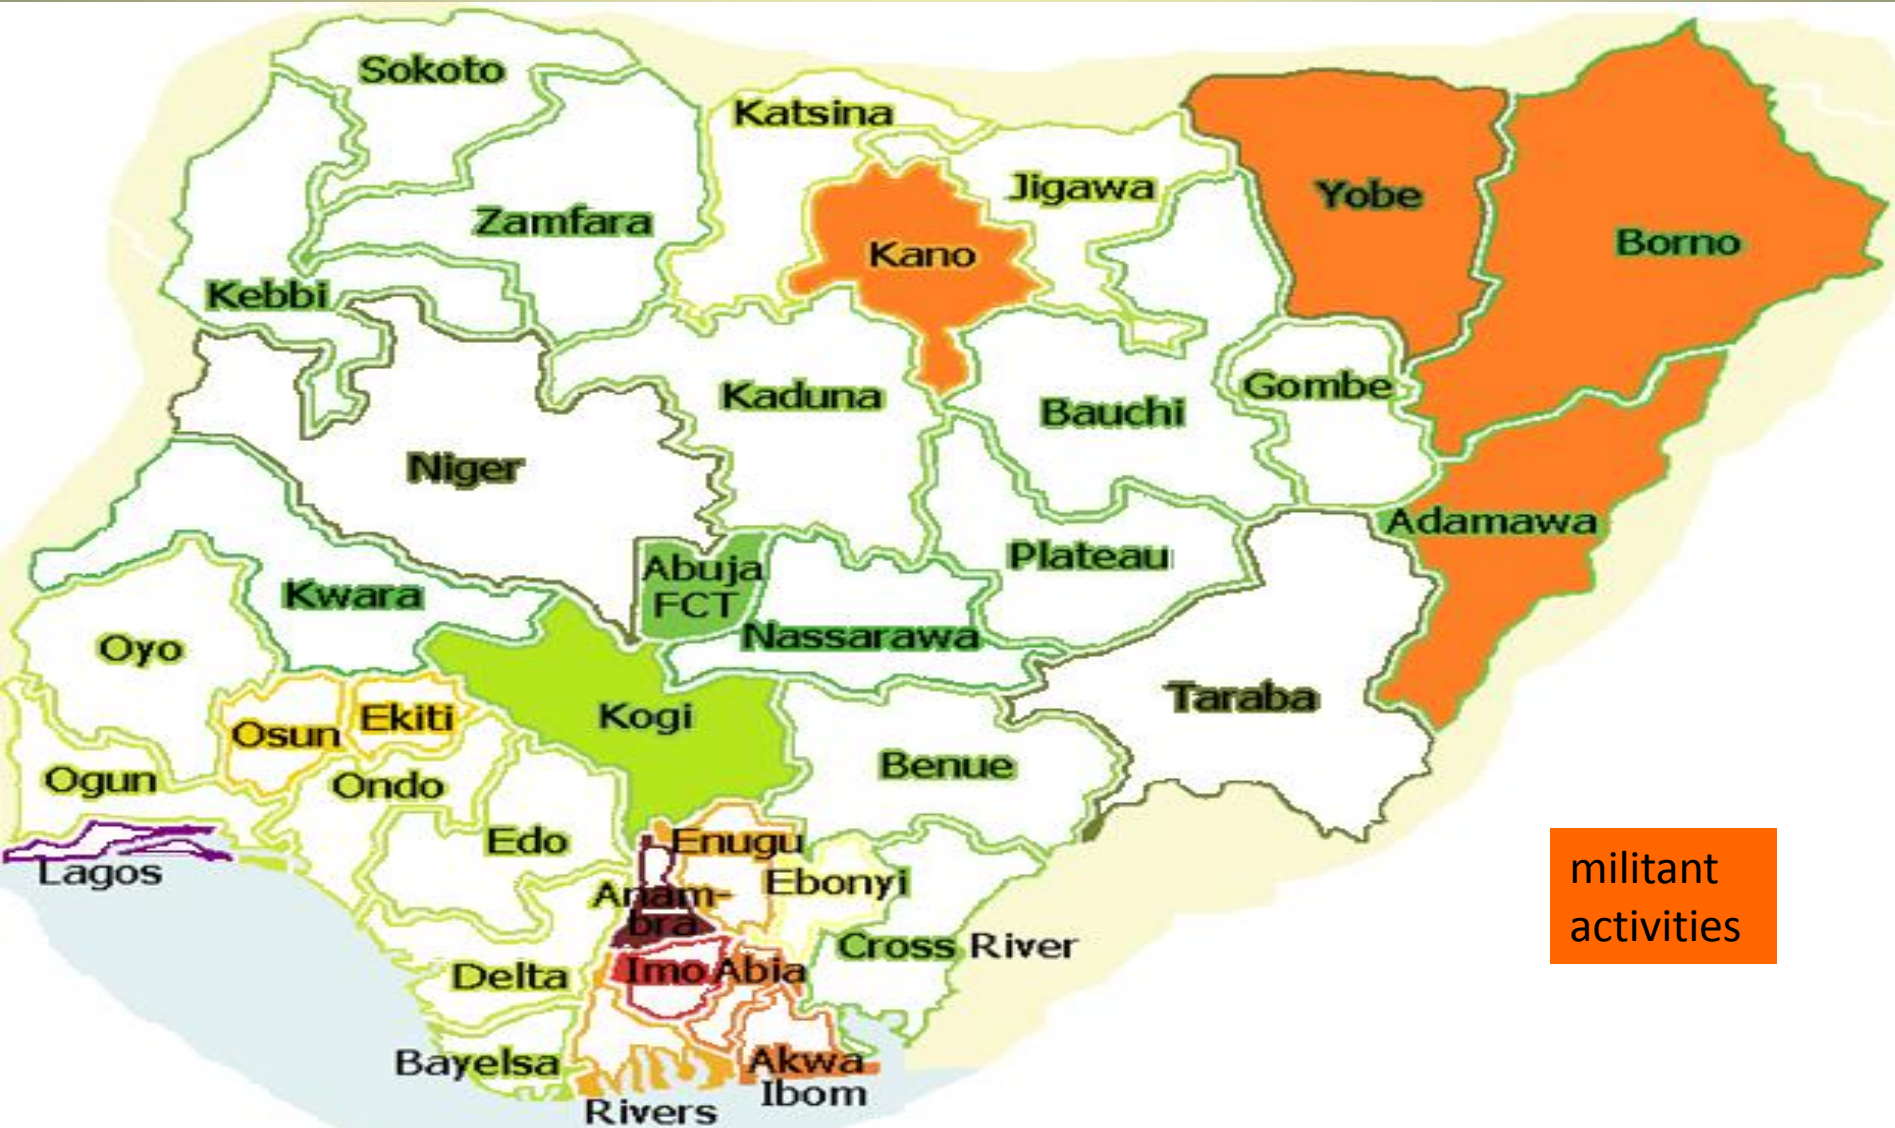 Sokoto
Katsina
Jigawa
Yobe
Zamfara
Borno
Kano
Kebbi
Gombe
Kaduna
Bauchi
Niger
Adamawa
Plateau
Abuja
FCT
Kwara
Nassarawa
Oyo
Taraba
Kogi
Ekiti
Osun
Benue
Ogun
Ondo
Edo
Enugu
Lagos
Ebonyi
Anam-
bra
Cross River
Delta
Imo
Abia
Bayelsa
Akwa
Ibom
Rivers
militant
activities